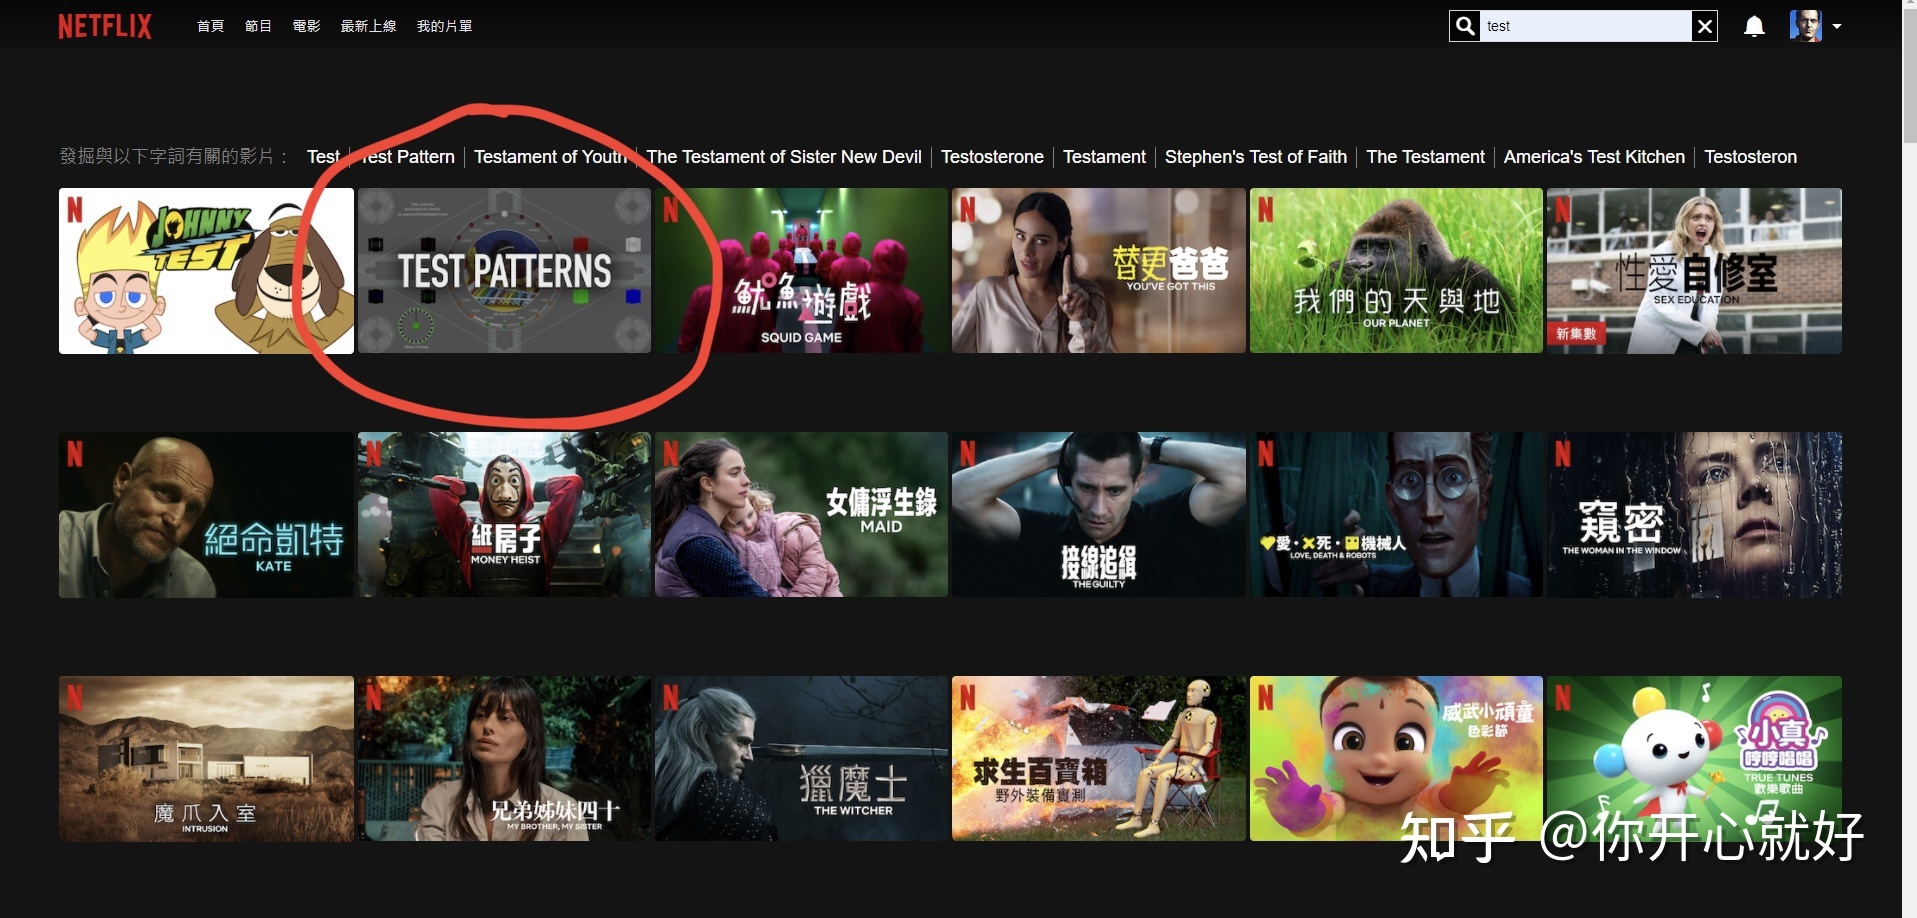 NETFLIX 首頁 節目 電影 最新上線 我的片單 test
發掘與以下字詞有關的影片： Test Test Pattern Testament of Youth The Testament of Sister New Devil Testosterone Testament Stephen's Test of Faith The Testament America's Test Kitchen Testosteron
N
JOHNNY
TEST
TEST PATTERNS
N
魷魚遊戲
SQUID GAME
N
替更爸爸
YOU'VE GOT THIS
N
我們的天與地
OUR PLANET
N
性愛自修室
SEX EDUCATION
新集數
N
絕命凱特
KATE
N
紙房子
MONEY HEIST
N
女傭浮生錄
MAID
N
接線追緝
THE GUILTY
N
愛·死·機械人
LOVE, DEATH & ROBOTS
N
窺密
THE WOMAN IN THE WINDOW
N
魔爪入室
INTRUSION
N
兄弟姊妹四十
MY BROTHER, MY SISTER
N
獵魔士
THE WITCHER
N
求生百寶箱
野外裝備實測
N
威武小頑童
色彩節
N
小真
哼哼唱唱
TRUE TUNES
歡樂歌曲
知乎 @你开心就好